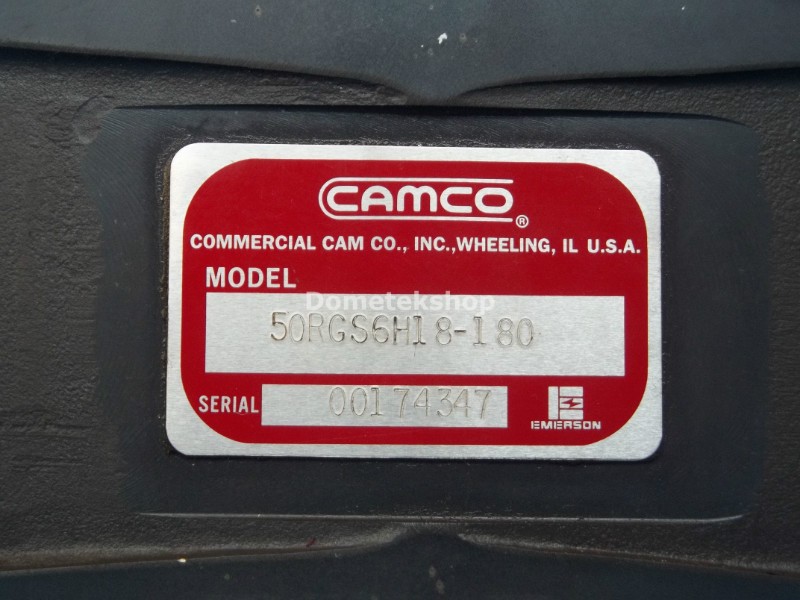 CAMCO ®
COMMERCIAL CAM CO., INC.,WHEELING, IL U.S.A.
MODEL
Dometekshop
50RGS6H18-180
SERIAL 00174347
EMERSON